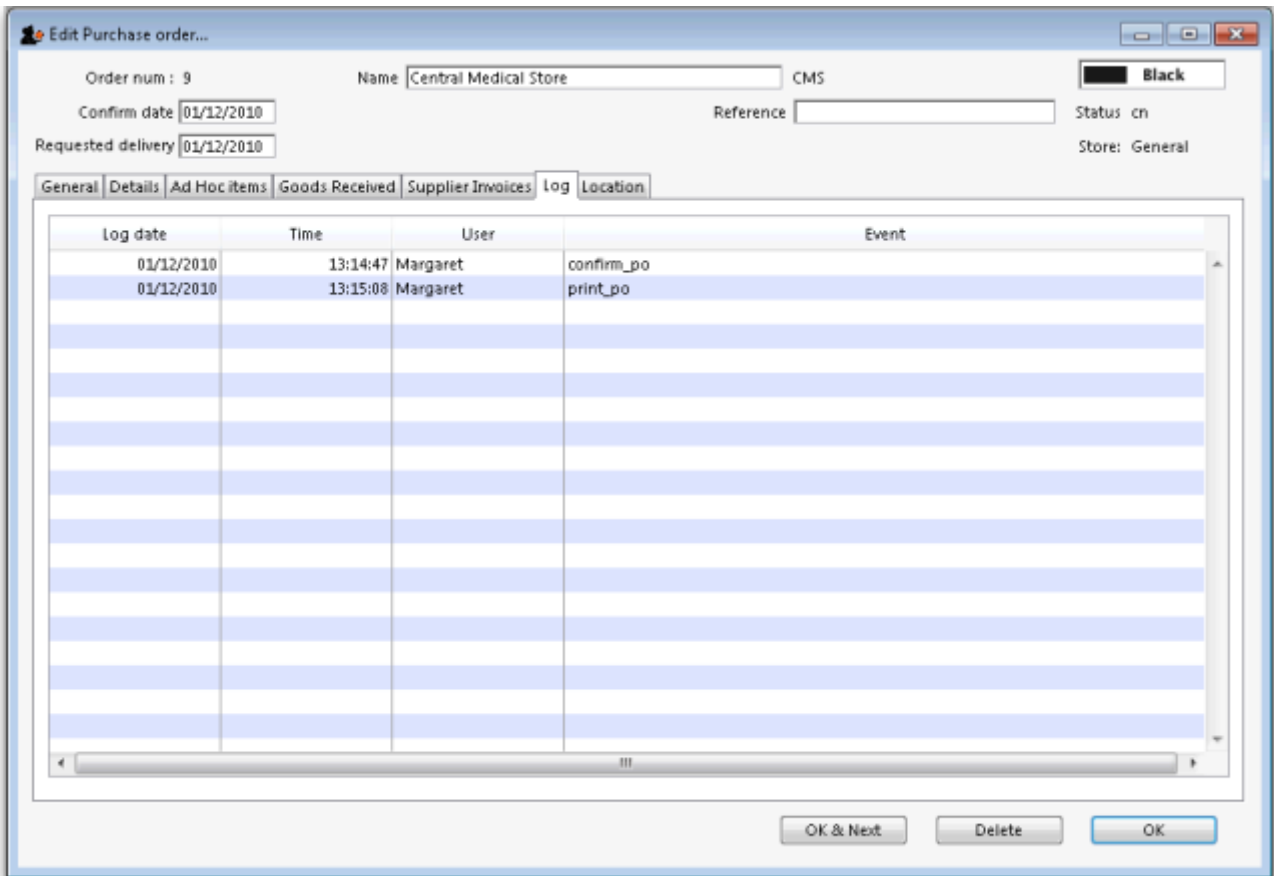 Edit Purchase order...
Order num : 9 Name Central Medical Store CMS Black
Confirm date 01/12/2010 Reference Status cn
Requested delivery 01/12/2010 Store: General
General Details Ad Hoc items Goods Received Supplier Invoices Log Location
Log date Time User Event
01/12/2010 13:14:47 Margaret confirm_po
01/12/2010 13:15:08 Margaret print_po
OK & Next Delete OK